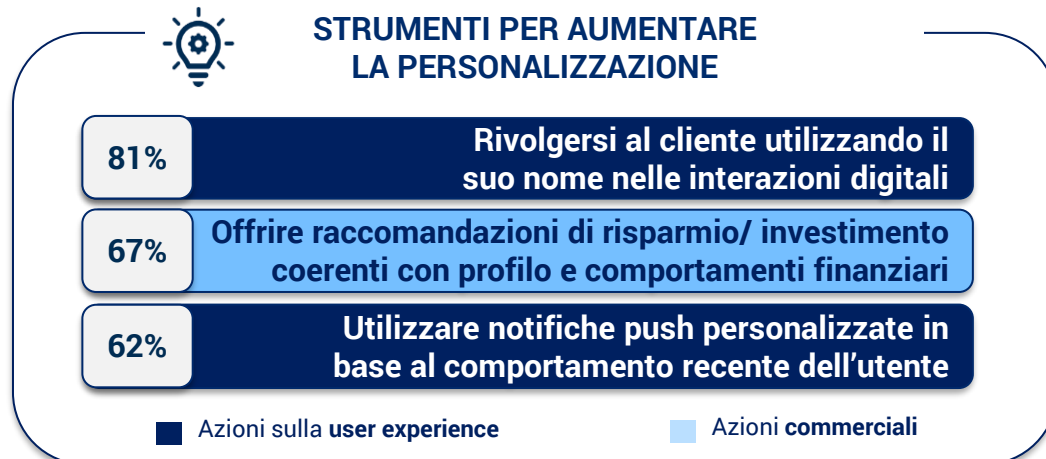 STRUMENTI PER AUMENTARE
LA PERSONALIZZAZIONE
81%
Rivolgersi al cliente utilizzando il
suo nome nelle interazioni digitali
67%
Offrire raccomandazioni di risparmio/ investimento
coerenti con profilo e comportamenti finanziari
62%
Utilizzare notifiche push personalizzate in
base al comportamento recente dell’utente
Azioni sulla user experience
Azioni commerciali